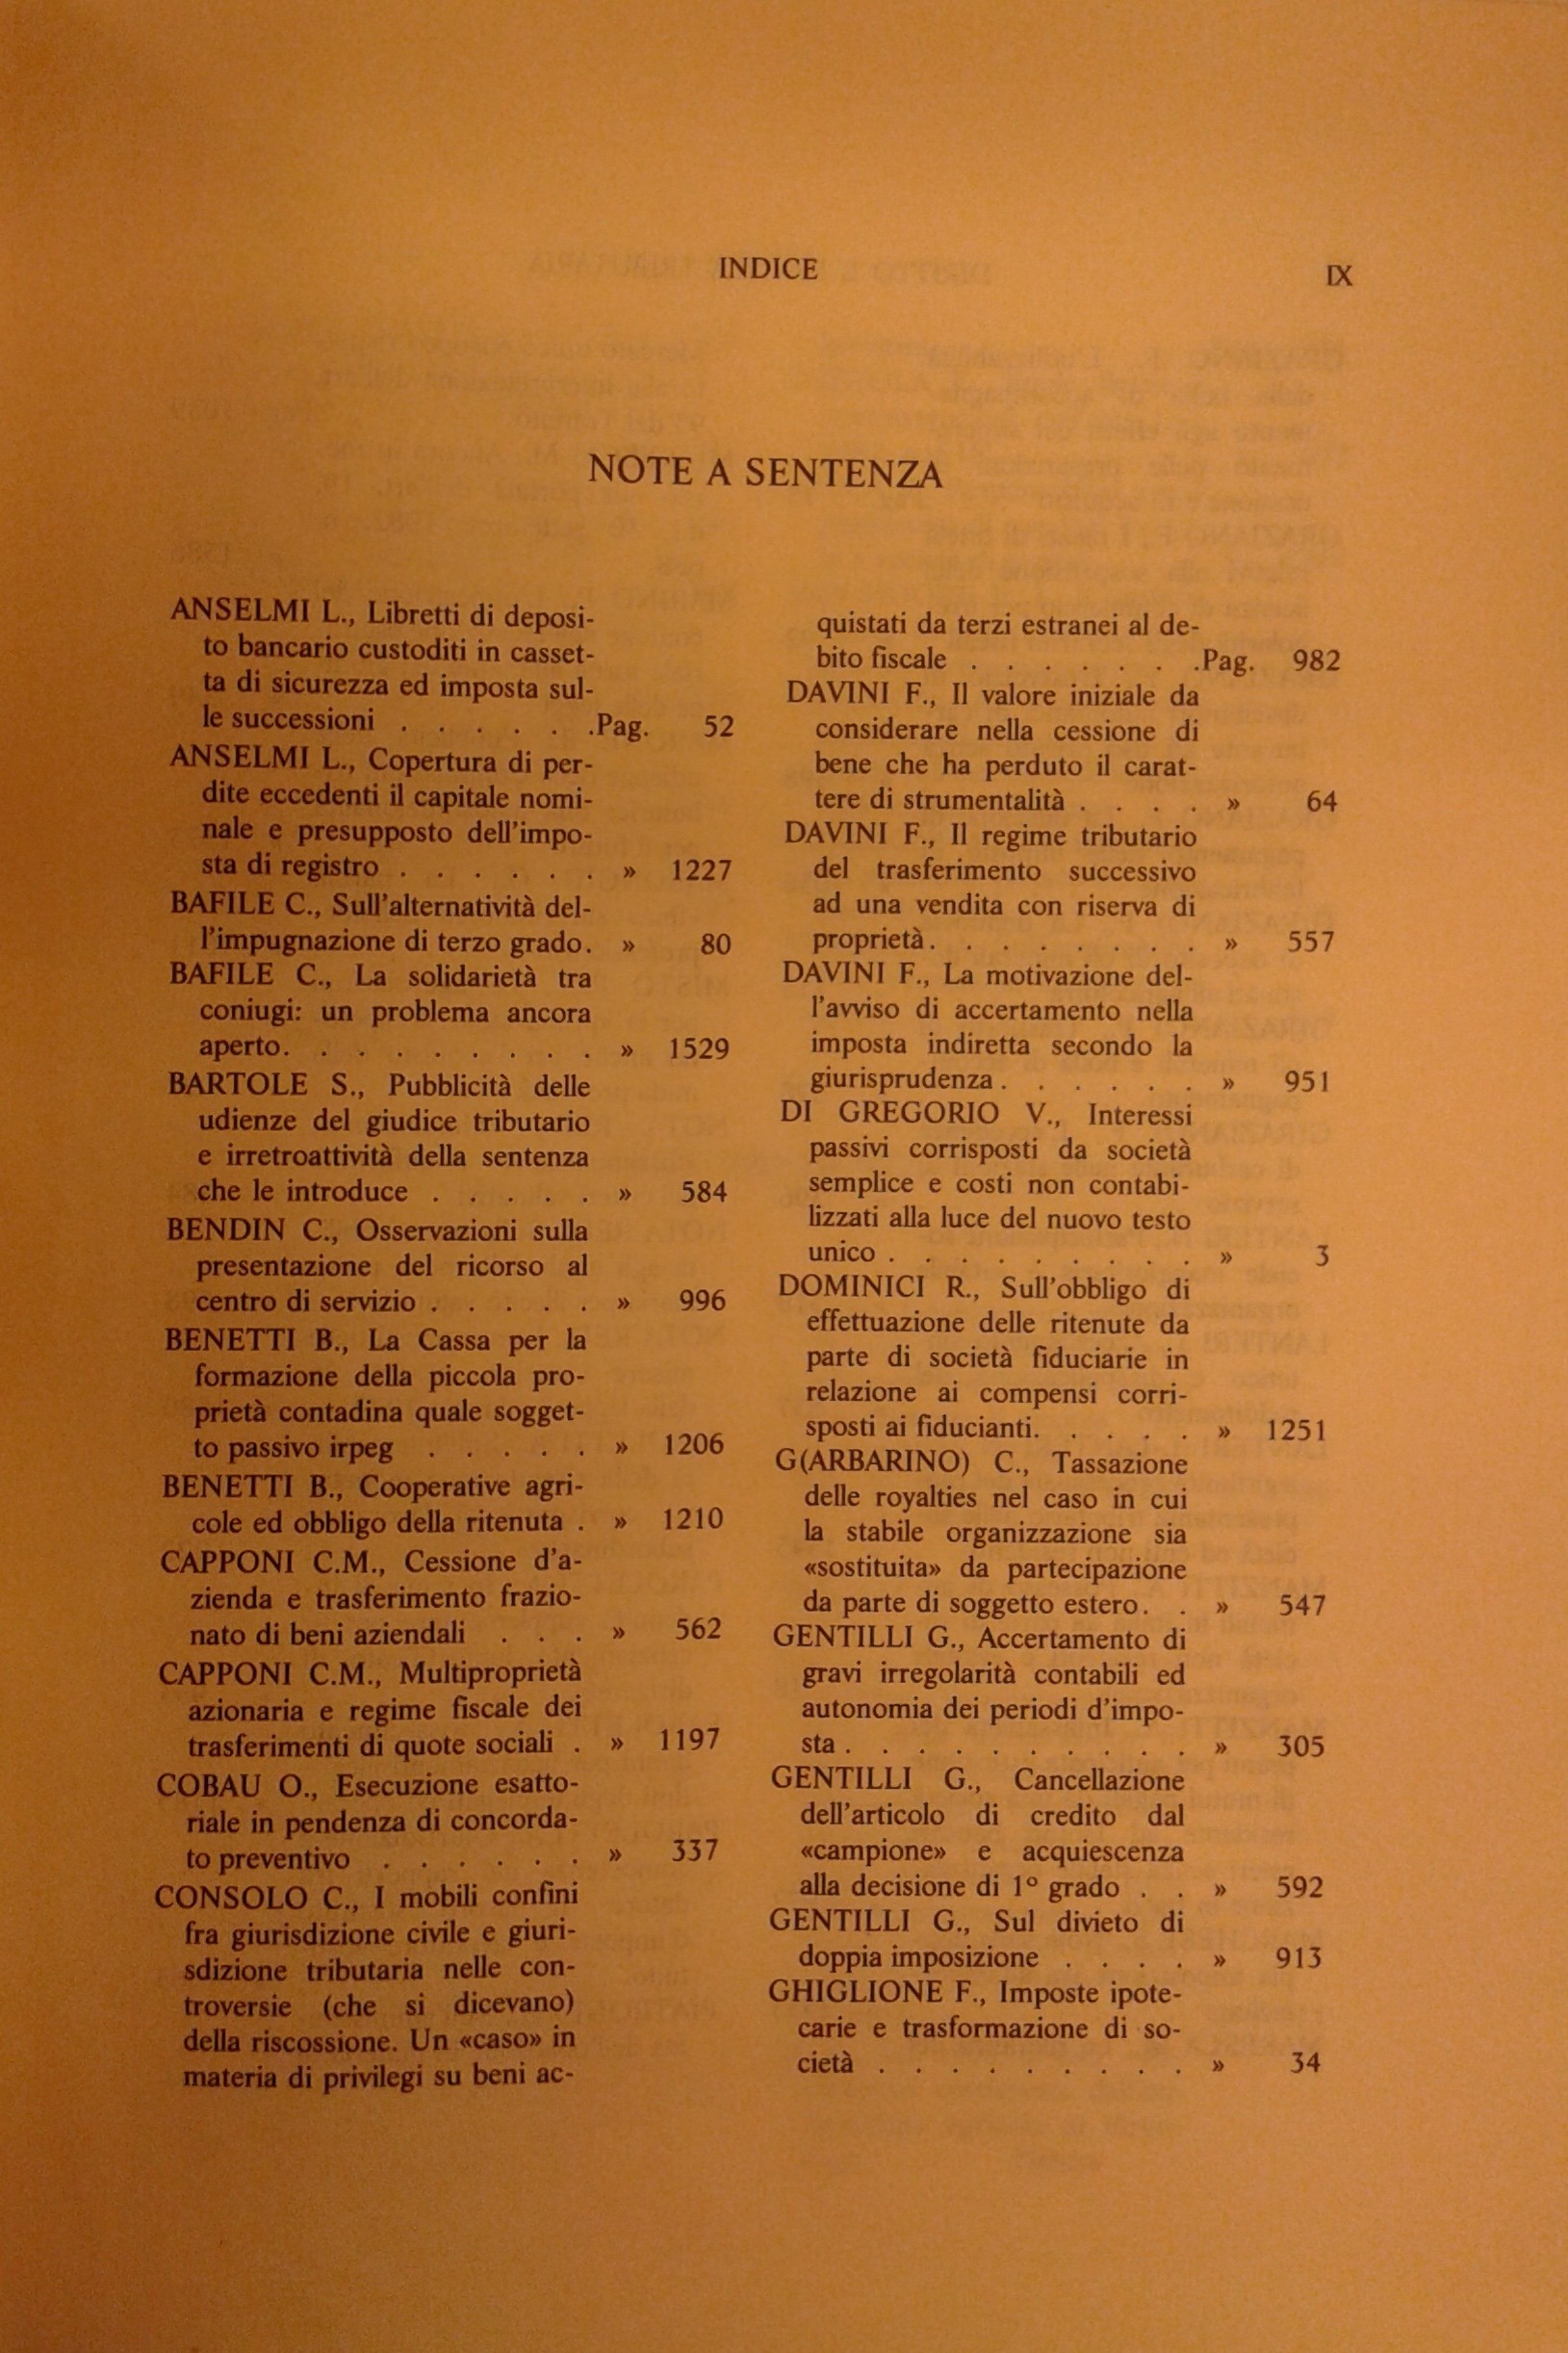 INDICE
IX
NOTE A SENTENZA
ANSELMI L., Libretti di deposi-
to bancario custoditi in casset-
ta di sicurezza ed imposta sul-
le successioni . . . . . .Pag. 52
ANSELMI L., Copertura di per-
dite eccedenti il capitale nomi-
nale e presupposto dell'impo-
sta di registro . . . . . . » 1227
BAFILE C., Sull'alternatività del-
l'impugnazione di terzo grado. » 80
BAFILE C., La solidarietà tra
coniugi: un problema ancora
aperto. . . . . . . . . » 1529
BARTOLE S., Pubblicità delle
udienze del giudice tributario
e irretroattività della sentenza
che le introduce . . . . . » 584
BENDIN C., Osservazioni sulla
presentazione del ricorso al
centro di servizio . . . . . » 996
BENETTI B., La Cassa per la
formazione della piccola pro-
prietà contadina quale sogget-
to passivo irpeg . . . . . » 1206
BENETTI B., Cooperative agri-
cole ed obbligo della ritenuta . » 1210
CAPPONI C.M., Cessione d'a-
zienda e trasferimento frazio-
nato di beni aziendali . . . » 562
CAPPONI C.M., Multiproprietà
azionaria e regime fiscale dei
trasferimenti di quote sociali . » 1197
COBAU O., Esecuzione esatto-
riale in pendenza di concorda-
to preventivo . . . . . . » 337
CONSOLO C., I mobili confini
fra giurisdizione civile e giuri-
sdizione tributaria nelle con-
troversie (che si dicevano)
della riscossione. Un «caso» in
materia di privilegi su beni ac-
quistati da terzi estranei al de-
bito fiscale . . . . . . .Pag. 982
DAVINI F., Il valore iniziale da
considerare nella cessione di
bene che ha perduto il carat-
tere di strumentalità . . . . » 64
DAVINI F., Il regime tributario
del trasferimento successivo
ad una vendita con riserva di
proprietà. . . . . . . . » 557
DAVINI F., La motivazione del-
l'avviso di accertamento nella
imposta indiretta secondo la
giurisprudenza . . . . . . » 951
DI GREGORIO V., Interessi
passivi corrisposti da società
semplice e costi non contabi-
lizzati alla luce del nuovo testo
unico . . . . . . . . . » 3
DOMINICI R., Sull'obbligo di
effettuazione delle ritenute da
parte di società fiduciarie in
relazione ai compensi corri-
sposti ai fiducianti. . . . . » 1251
G(ARBARINO) C., Tassazione
delle royalties nel caso in cui
la stabile organizzazione sia
«sostituita» da partecipazione
da parte di soggetto estero. . » 547
GENTILLI G., Accertamento di
gravi irregolarità contabili ed
autonomia dei periodi d'impo-
sta . . . . . . . . . . » 305
GENTILLI G., Cancellazione
dell'articolo di credito dal
«campione» e acquiescenza
alla decisione di 1º grado . . » 592
GENTILLI G., Sul divieto di
doppia imposizione . . . . » 913
GHIGLIONE F., Imposte ipote-
carie e trasformazione di so-
cietà . . . . . . . . . » 34